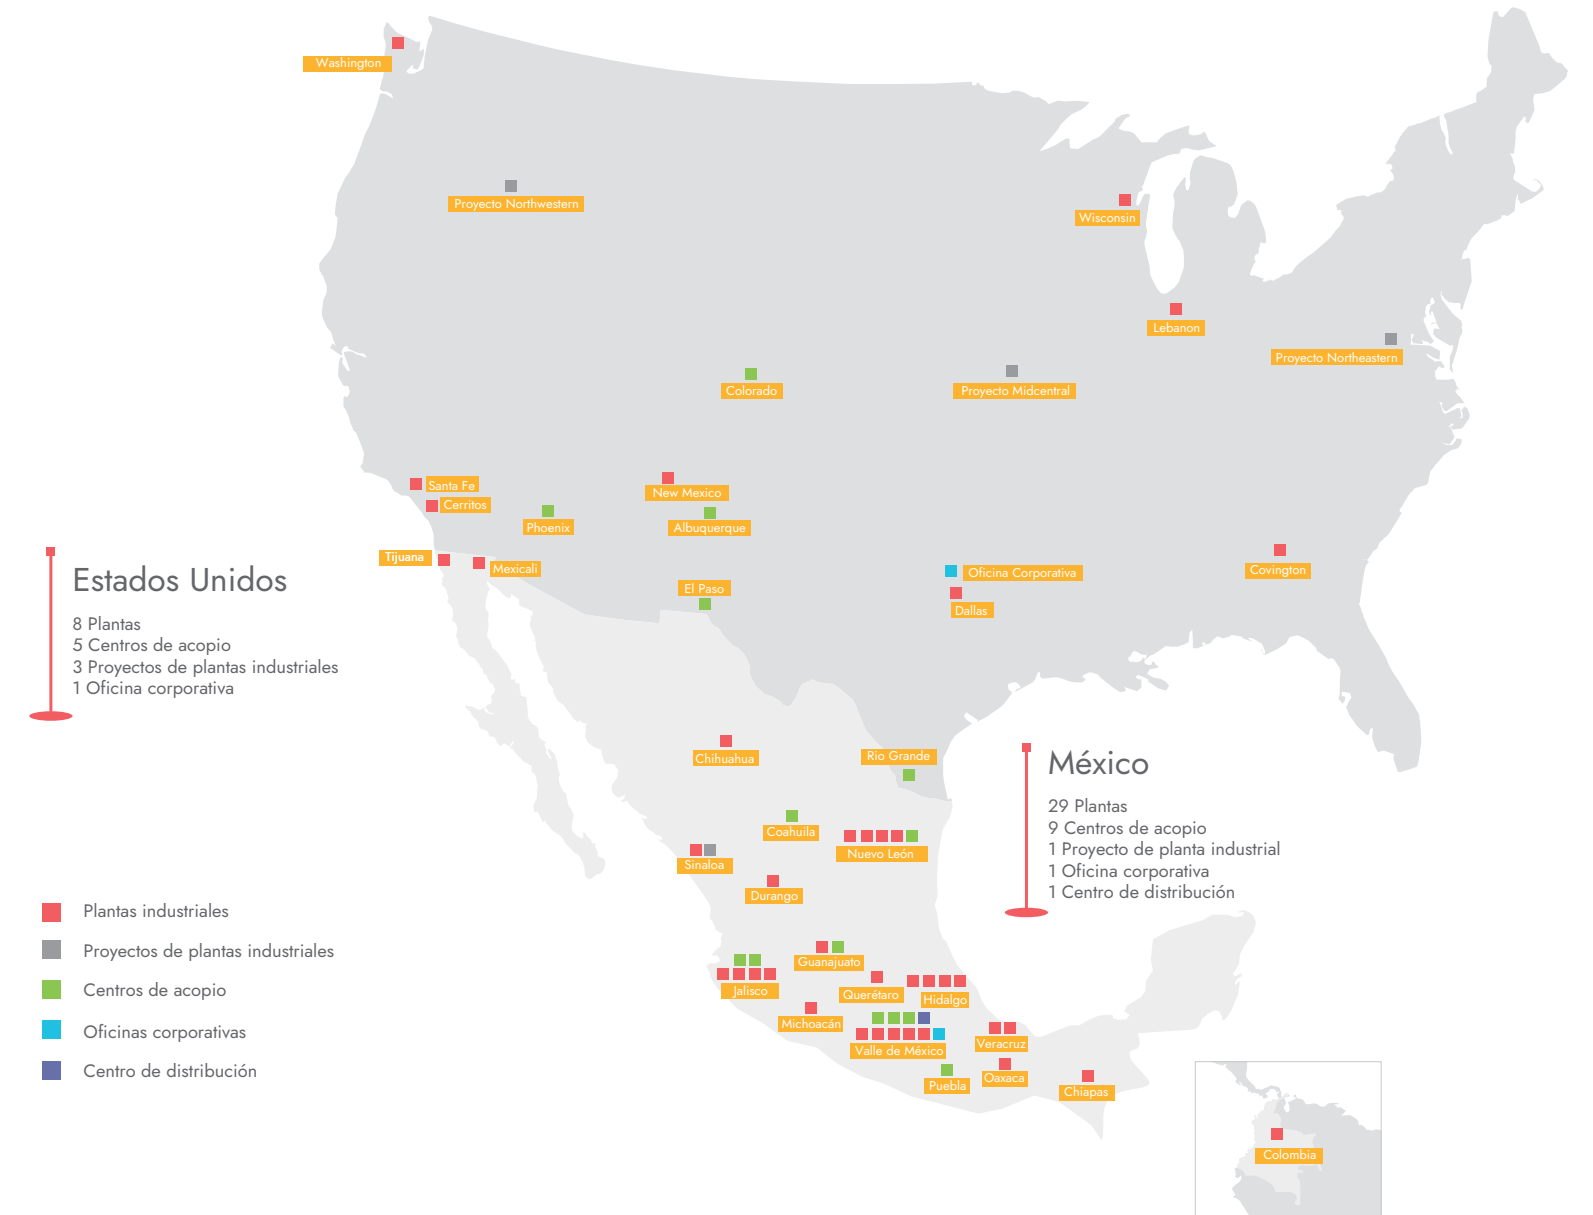 Washington
Proyecto Northwestern
Wisconsin
Lebanon
Proyecto Northeastern
Colorado
Proyecto Midcentral
Santa Fe
New Mexico
Cerritos
Phoenix
Albuquerque
Tijuana
Mexicali
El Paso
Oficina Corporativa
Dallas
Covington
Estados Unidos
8 Plantas
5 Centros de acopio
3 Proyectos de plantas industriales
1 Oficina corporativa
Chihuahua
Rio Grande
México
29 Plantas
9 Centros de acopio
1 Proyecto de planta industrial
1 Oficina corporativa
1 Centro de distribución
Coahuila
Nuevo León
Sinaloa
Durango
Guanajuato
Jalisco
Querétaro
Hidalgo
Michoacán
Valle de México
Veracruz
Puebla
Oaxaca
Chiapas
Plantas industriales
Proyectos de plantas industriales
Centros de acopio
Oficinas corporativas
Centro de distribución
Colombia